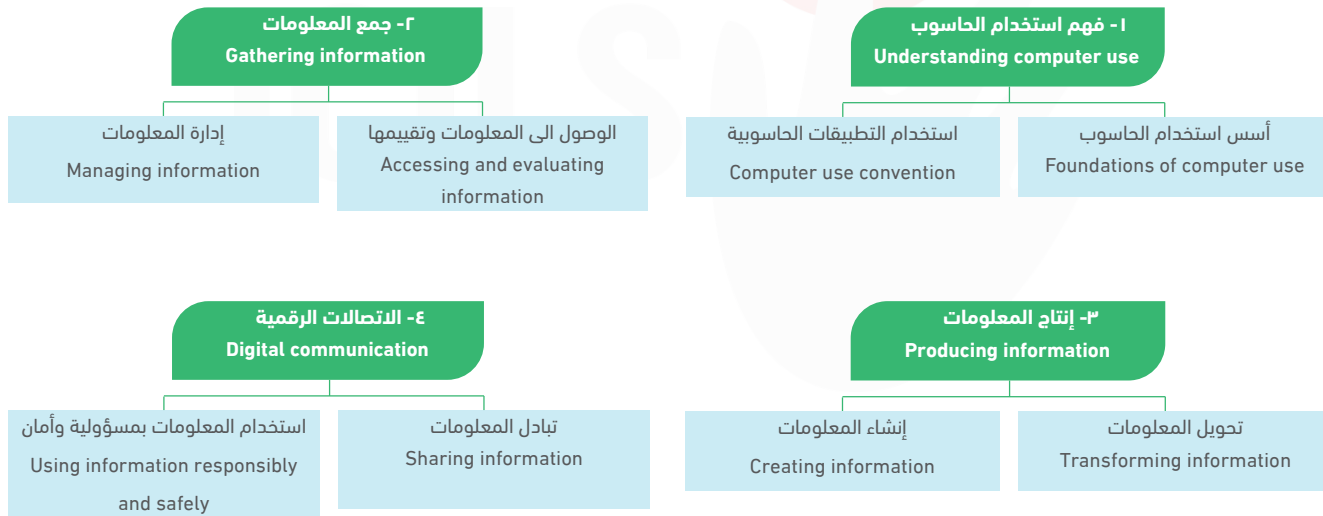 ١- فهم استخدام الحاسوب
Understanding computer use
أسس استخدام الحاسوب
Foundations of computer use
استخدام التطبيقات الحاسوبية
Computer use convention
٢- جمع المعلومات
Gathering information
الوصول الى المعلومات وتقييمها
Accessing and evaluating
information
إدارة المعلومات
Managing information
٣- إنتاج المعلومات
Producing information
تحويل المعلومات
Transforming information
إنشاء المعلومات
Creating information
٤- الاتصالات الرقمية
Digital communication
تبادل المعلومات
Sharing information
استخدام المعلومات بمسؤولية وأمان
Using information responsibly
and safely